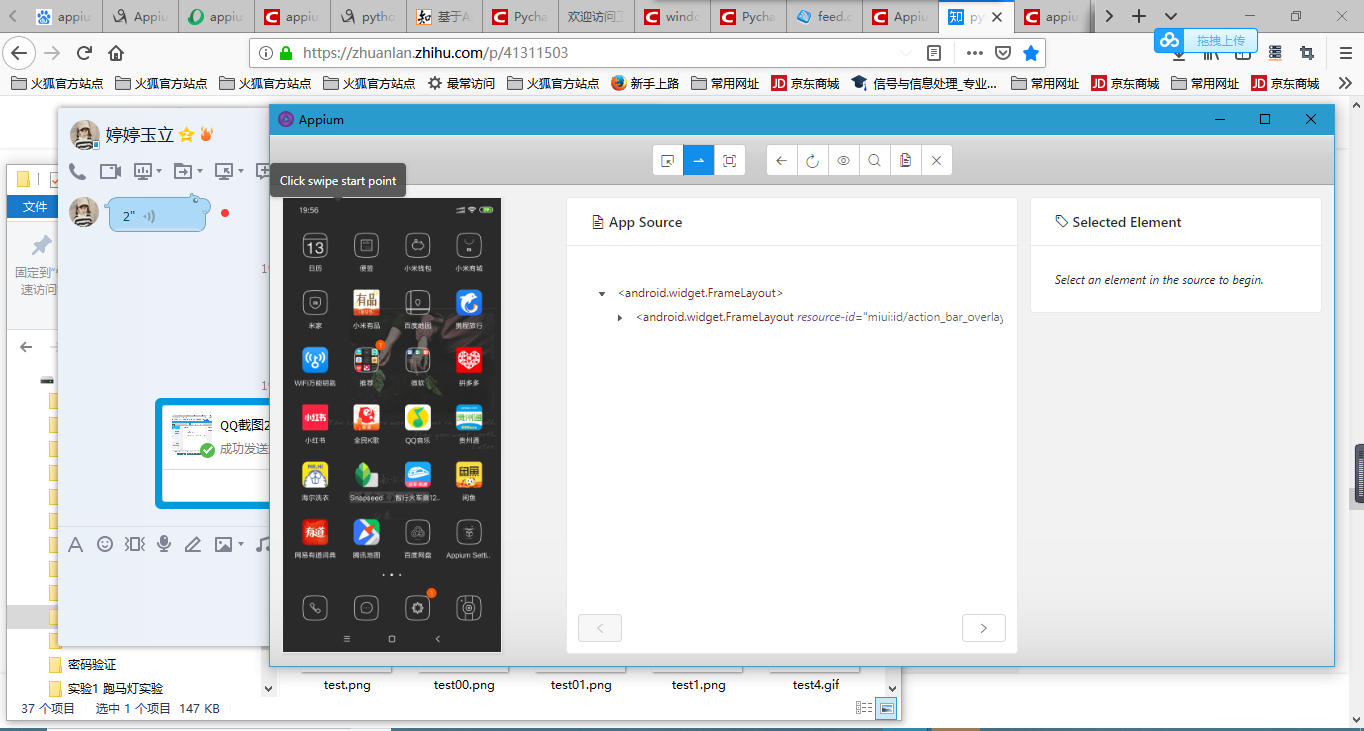 appiu
Appiu
appiu
appiu
pytho
基于A
Pycha
欢迎访问
windo
Pycha
feed.c
Appiu
py
appiu
https://zhuanlan.zhihu.com/p/41311503
拖拽上传
火狐官方站点
火狐官方站点
火狐官方站点
火狐官方站点
最常访问
火狐官方站点
新手上路
常用网址
京东商城
信号与信息处理_专业...
常用网址
京东商城
常用网址
京东商城
婷婷玉立
Appium
Click swipe start point
文件
2"
固定到"
速访问
QQ截图2
成功发送
19:56
13
日历
便签
小米钱包
小米商城
米家
有品
小米有品
百度地图
携程旅行
WiFi万能钥匙
推荐
微软
拼多多
小红书
小红书
全民K歌
QQ音乐
贵州通
海尔洗衣
Snapseed
智行火车票12..
闲鱼
有道
网易有道词典
腾讯地图
百度网盘
Appium Setti..
App Source
<android.widget.FrameLayout>
<android.widget.FrameLayout resource-id="miui:id/action_bar_overlay
Selected Element
Select an element in the source to begin.
密码验证
实验1 跑马灯实验
test.png
test00.png
test01.png
test1.png
test4.gif
37 个项目
选中 1 个项目 147 KB